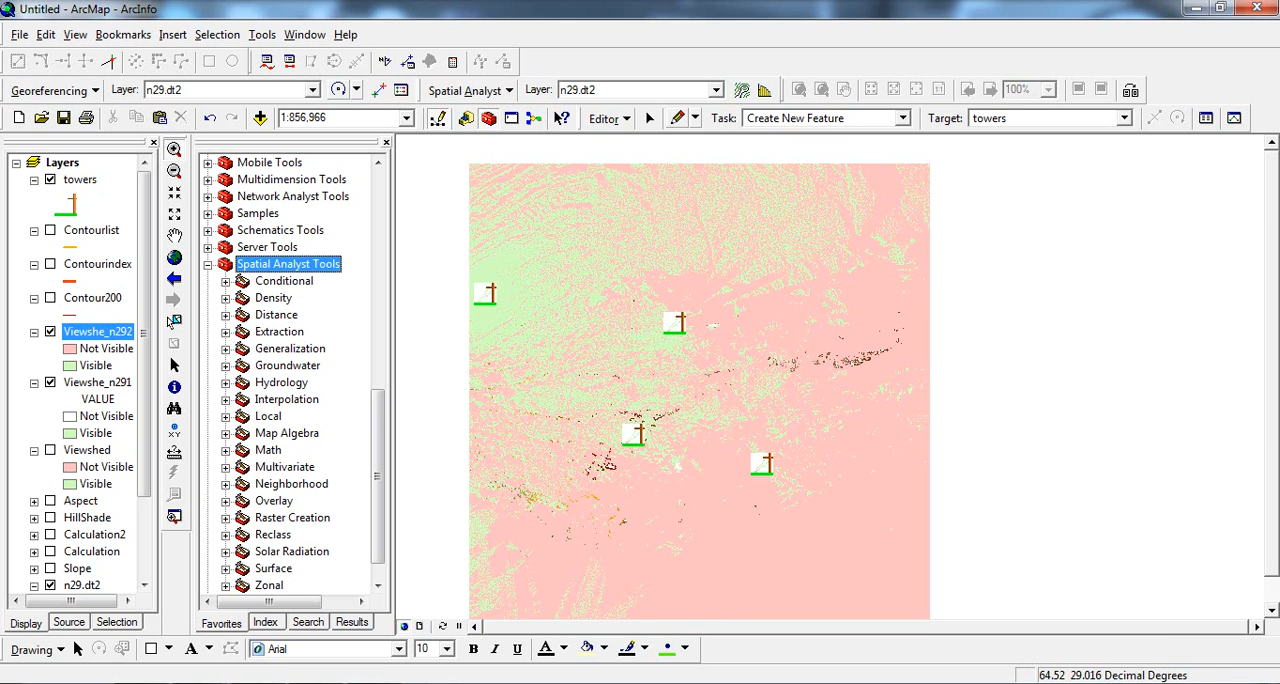 Untitled - ArcMap - ArcInfo
File Edit View Bookmarks Insert Selection Tools Window Help
Georeferencing Layer: n29.dt2 Spatial Analyst Layer: n29.dt2 100%
1:856,966 Editor Task: Create New Feature Target: towers
Layers
towers
Contourlist
Contourindex
Contour200
Viewshe_n292
Not Visible
Visible
Viewshe_n291
VALUE
Not Visible
Visible
Viewshed
Not Visible
Visible
Aspect
HillShade
Calculation2
Calculation
Slope
n29.dt2
Display Source Selection
Mobile Tools
Multidimension Tools
Network Analyst Tools
Samples
Schematics Tools
Server Tools
Spatial Analyst Tools
Conditional
Density
Distance
Extraction
Generalization
Groundwater
Hydrology
Interpolation
Local
Map Algebra
Math
Multivariate
Neighborhood
Overlay
Raster Creation
Reclass
Solar Radiation
Surface
Zonal
Favorites Index Search Results
Drawing A Arial 10 B I U A
64.52 29.016 Decimal Degrees